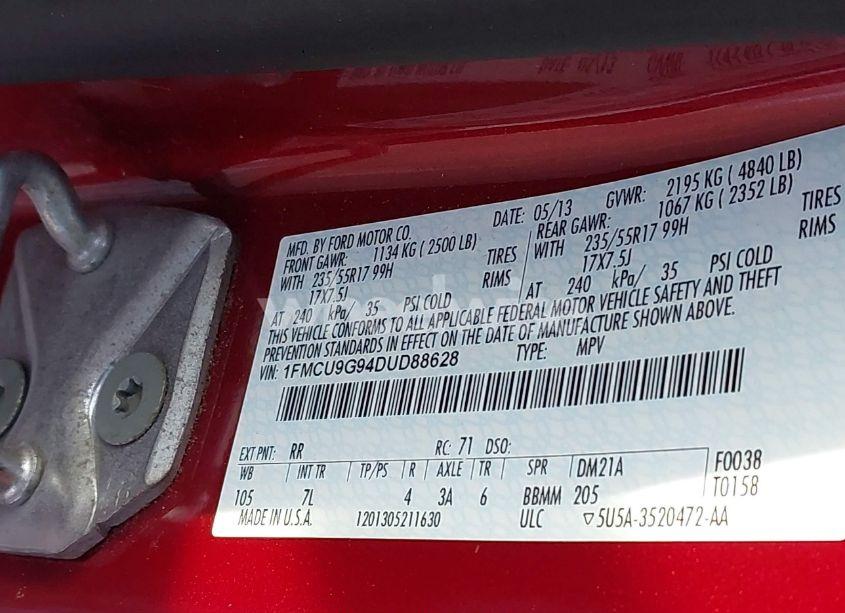 MFD. BY FORD MOTOR CO. DATE: 05/13 GVWR: 2195 KG ( 4840 LB)
FRONT GAWR: 1134 KG ( 2500 LB) REAR GAWR: 1067 KG ( 2352 LB)
WITH 235/55R17 99H TIRES WITH 235/55R17 99H TIRES
17X7.5J RIMS 17X7.5J RIMS
AT 240 kPa/ 35 PSI COLD AT 240 kPa/ 35 PSI COLD
THIS VEHICLE CONFORMS TO ALL APPLICABLE FEDERAL MOTOR VEHICLE SAFETY AND THEFT
PREVENTION STANDARDS IN EFFECT ON THE DATE OF MANUFACTURE SHOWN ABOVE.
VIN: 1FMCU9G94DUD88628 TYPE: MPV
EXT PNT: RR RC: 71 DSO:
WB INT TR TP/PS R AXLE TR SPR DM21A F0038
105 7L 4 3A 6 BBMM 205 T0158
MADE IN U.S.A. 1201305211630 ULC ▽5U5A-3520472-AA